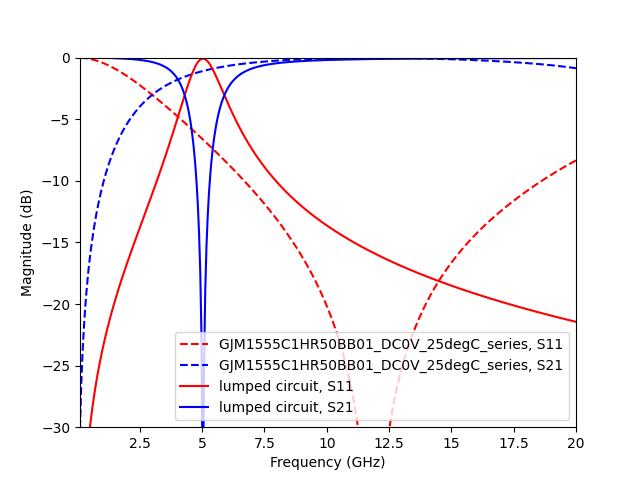 0
−5
−10
−15
−20
−25
−30
Magnitude (dB)
GJM1555C1HR50BB01_DC0V_25degC_series, S11
GJM1555C1HR50BB01_DC0V_25degC_series, S21
lumped circuit, S11
lumped circuit, S21
2.5 5 7.5 10 12.5 15 17.5 20
Frequency (GHz)